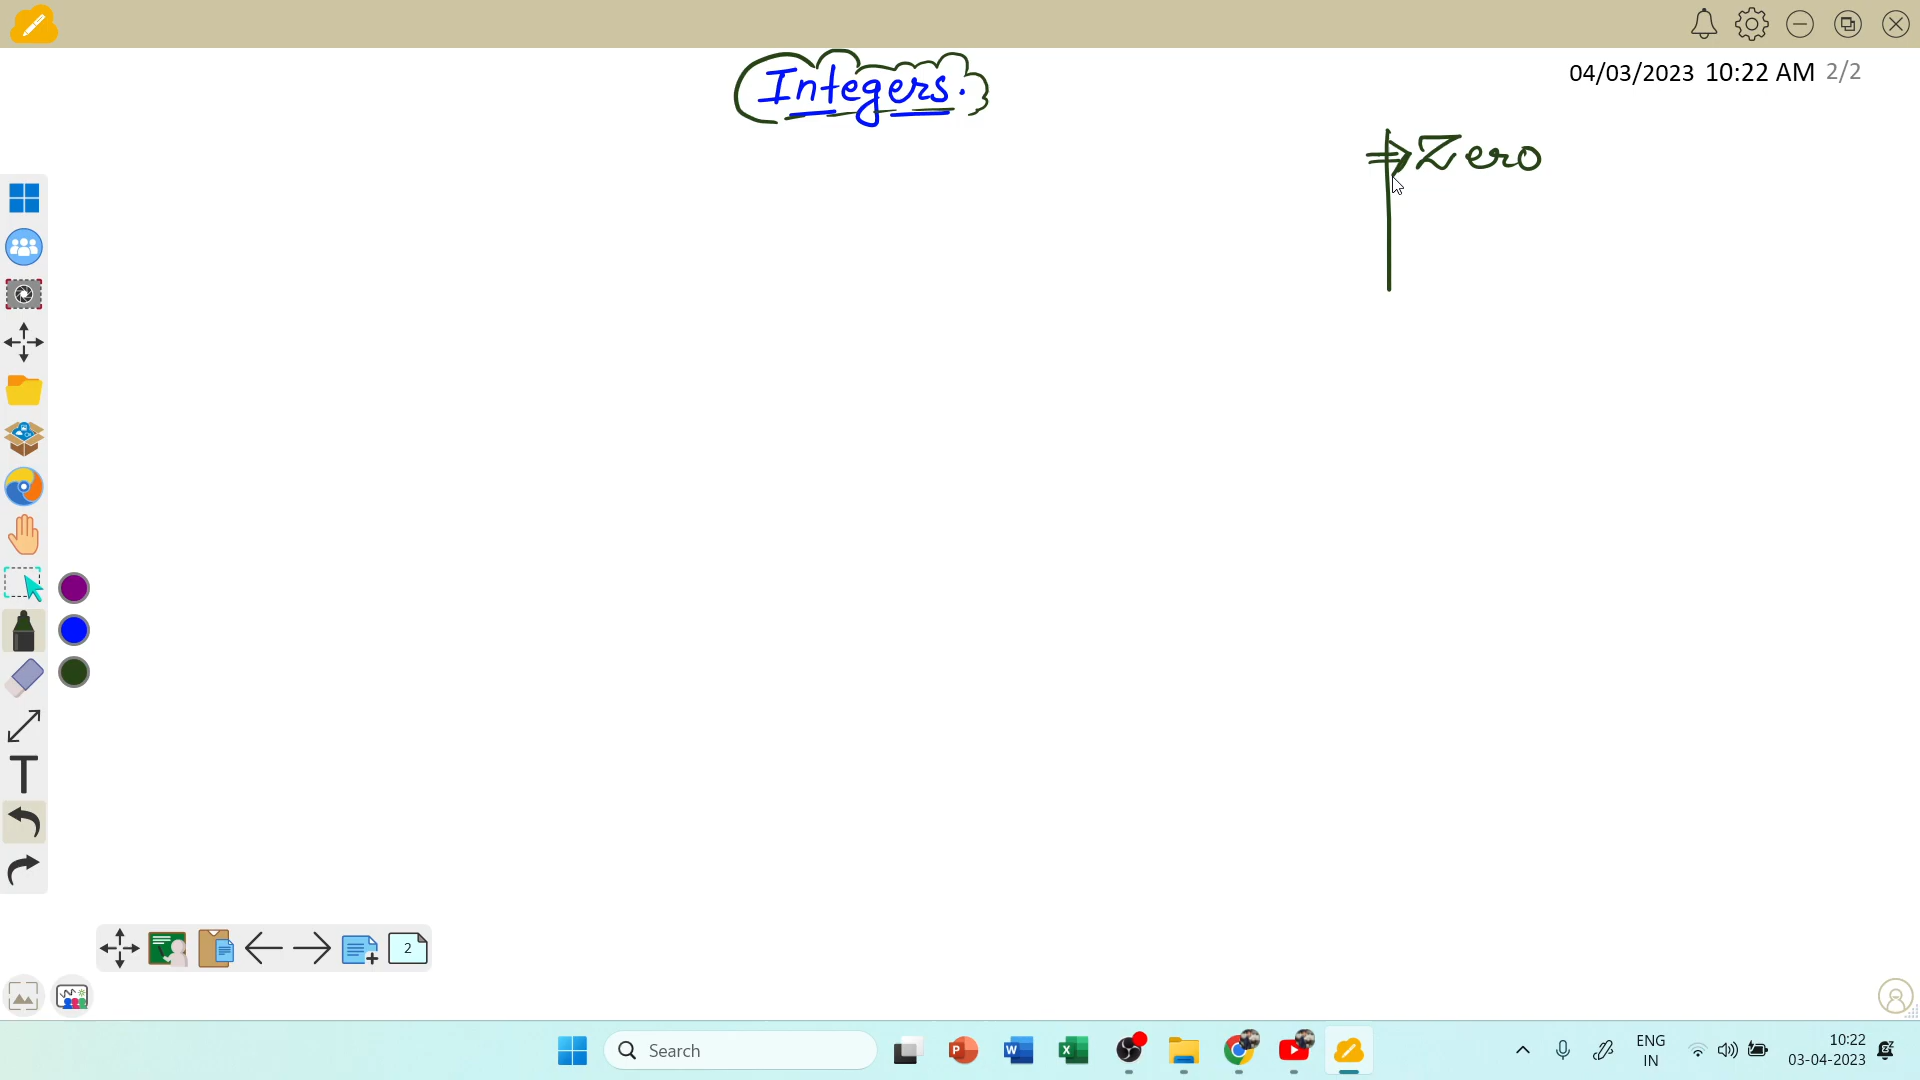 Integers.
04/03/2023 10:22 AM 2/2
⇒ Zero
T
2
Search
P
W
X
ENG
IN
10:22
03-04-2023